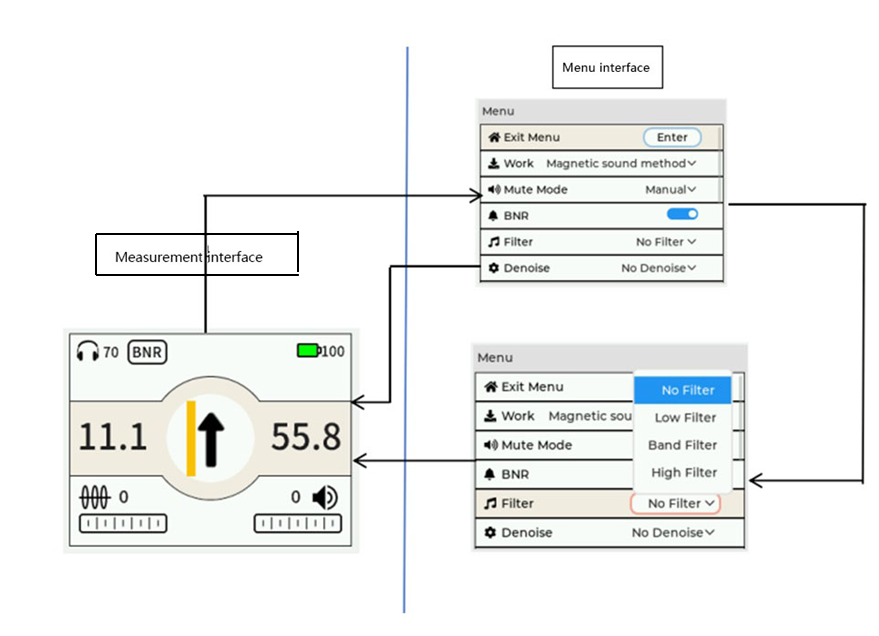 Menu interface
Menu
Exit Menu Enter
Work Magnetic sound method
Mute Mode Manual
BNR
Filter No Filter
Denoise No Denoise
Measurement interface
70 BNR 100
11.1 55.8
0 0
Menu
Exit Menu
Work Magnetic sou
Mute Mode
BNR
No Filter
Low Filter
Band Filter
High Filter
Filter No Filter
Denoise No Denoise